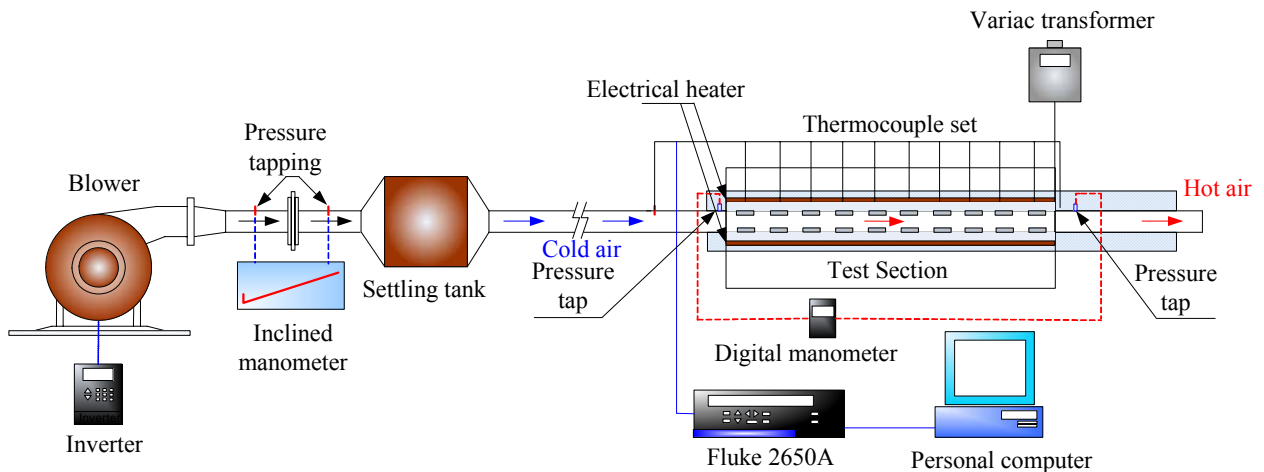 Variac transformer
Electrical heater
Thermocouple set
Pressure
tapping
Blower
Hot air
Cold air
Settling tank
Pressure
tap
Test Section
Pressure
tap
Inclined
manometer
Digital manometer
Inverter
Inverter
Fluke 2650A
Personal computer